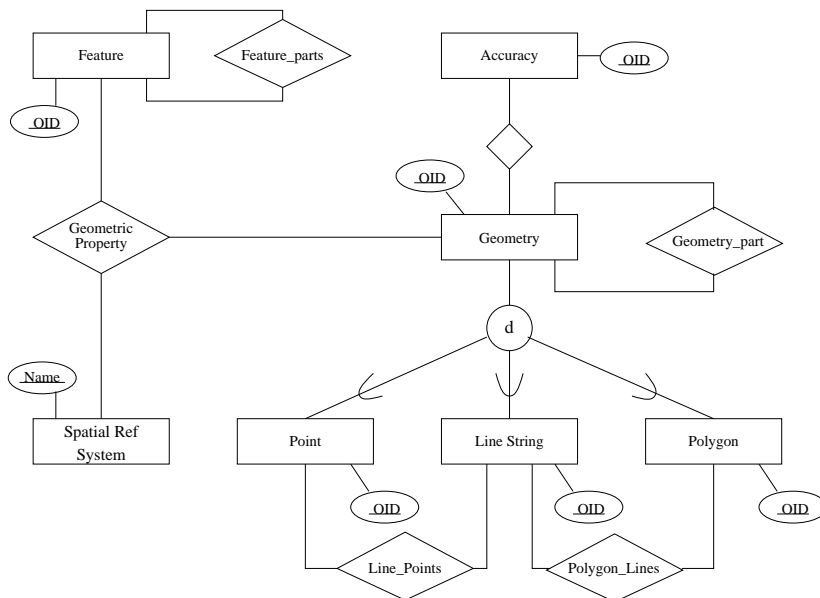 Feature
Feature_parts
Accuracy
OID
OID
OID
Geometric
Property
Geometry
Geometry_part
d
Name
Spatial Ref
System
Point
Line String
Polygon
OID
OID
OID
Line_Points
Polygon_Lines